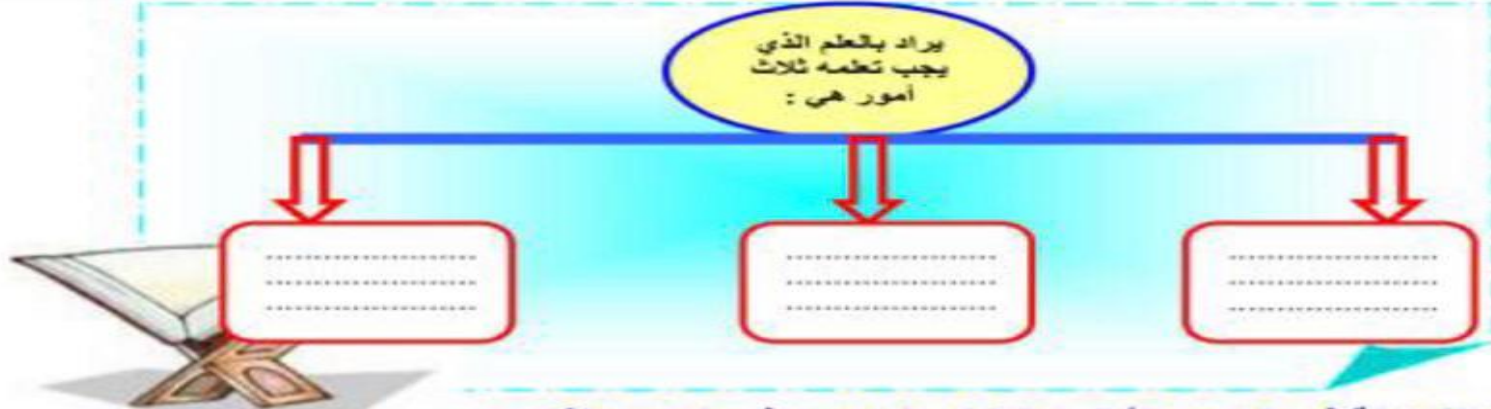 يراد بالعلم الذي
يجب تعلمه ثلاث
أمور هي :